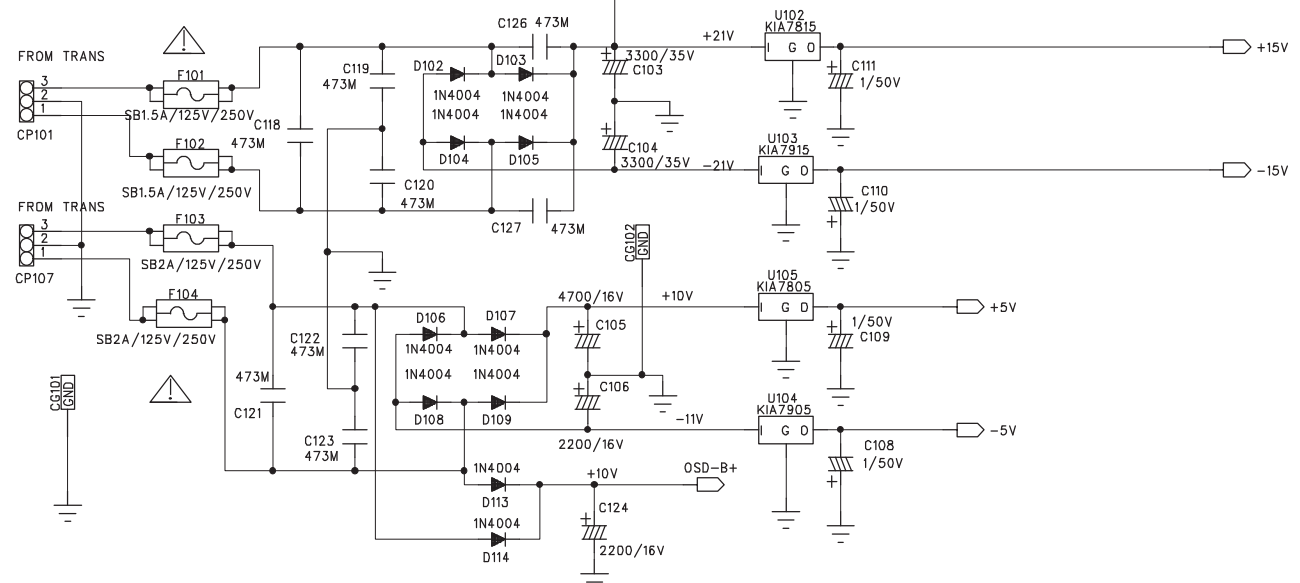 C126 473M
U102
KIA7815
+21V
I G O
+15V
FROM TRANS
F101
3
2
1
CP101
SB1.5A/125V/250V
C119
473M
D102
D103
3300/35V
C103
C111
1/50V
1N4004
1N4004
1N4004
1N4004
C118
473M
F102
SB1.5A/125V/250V
D104
D105
C104
3300/35V
-21V
U103
KIA7915
I G O
-15V
C120
473M
C127
473M
C110
1/50V
FROM TRANS
F103
3
2
1
CP107
SB2A/125V/250V
CG102
GND
F104
SB2A/125V/250V
4700/16V
+10V
U105
KIA7805
I G O
+5V
D106
D107
C105
1/50V
C109
C122
473M
1N4004
1N4004
1N4004
1N4004
CG101
GND
473M
C121
C106
D108
D109
-11V
U104
KIA7905
I G O
-5V
C123
473M
2200/16V
C108
1/50V
1N4004
+10V
OSD-B+
D113
C124
1N4004
D114
2200/16V